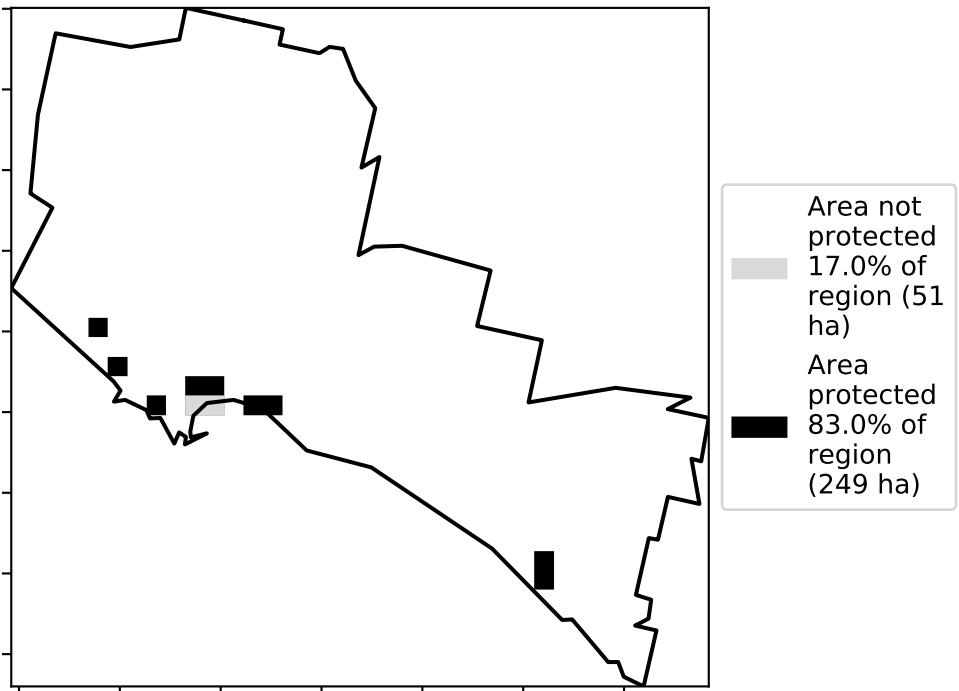 Area not
protected
17.0% of
region (51
ha)
Area
protected
83.0% of
region
(249 ha)